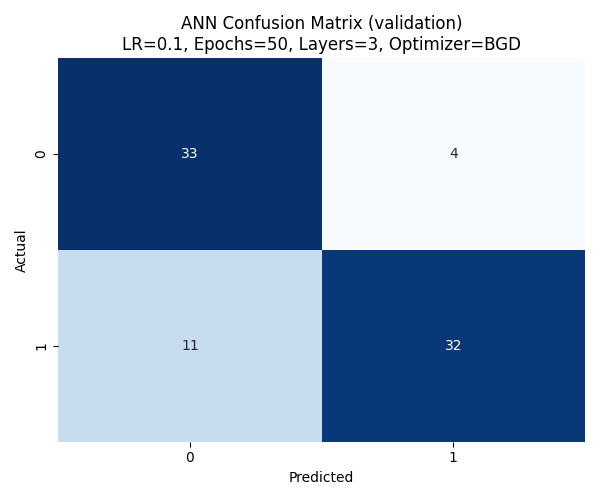 ANN Confusion Matrix (validation)
LR=0.1, Epochs=50, Layers=3, Optimizer=BGD
0
33
4
Actual
1
11
32
0
1
Predicted